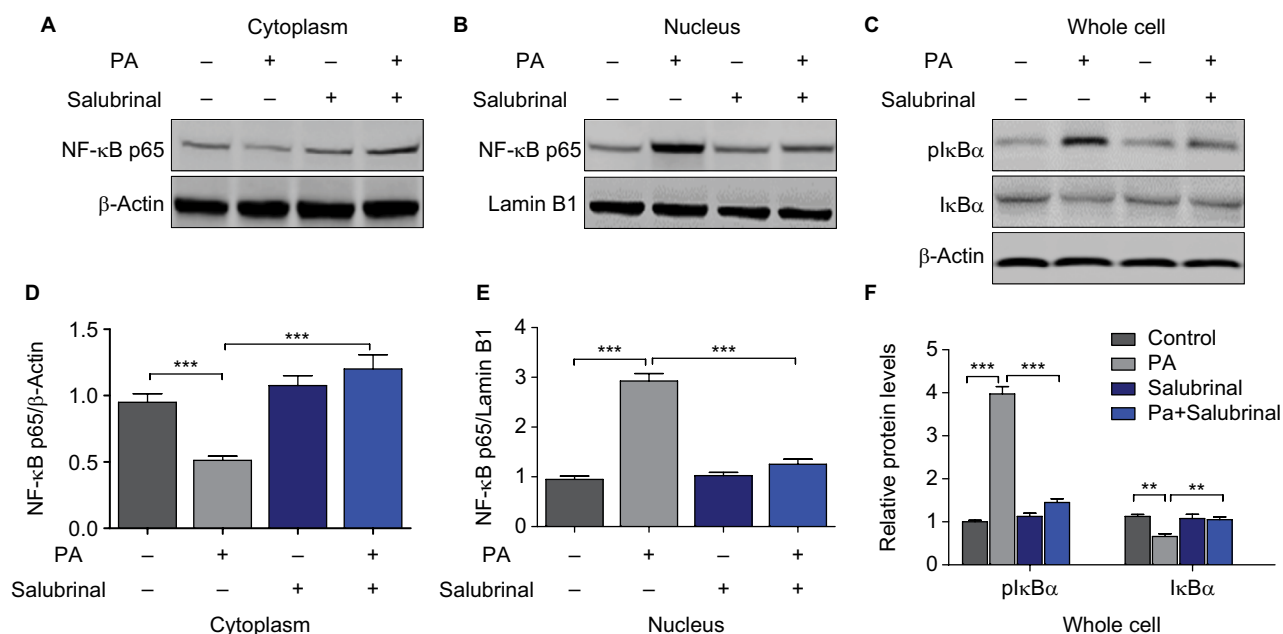 A
Cytoplasm
PA – + – +
Salubrinal – – + +
NF-κB p65
β-Actin
B
Nucleus
PA – + – +
Salubrinal – – + +
NF-κB p65
Lamin B1
C
Whole cell
PA – + – +
Salubrinal – – + +
pIκBα
IκBα
β-Actin
D
NF-κB p65/β-Actin
1.5
1.0
0.5
0.0
***
***
PA – + – +
Salubrinal – – + +
Cytoplasm
E
NF-κB p65/Lamin B1
4
3
2
1
0
***
***
PA – + – +
Salubrinal – – + +
Nucleus
F
Relative protein levels
5
4
3
2
1
0
***
***
**
**
Control
PA
Salubrinal
Pa+Salubrinal
pIκBα
IκBα
Whole cell